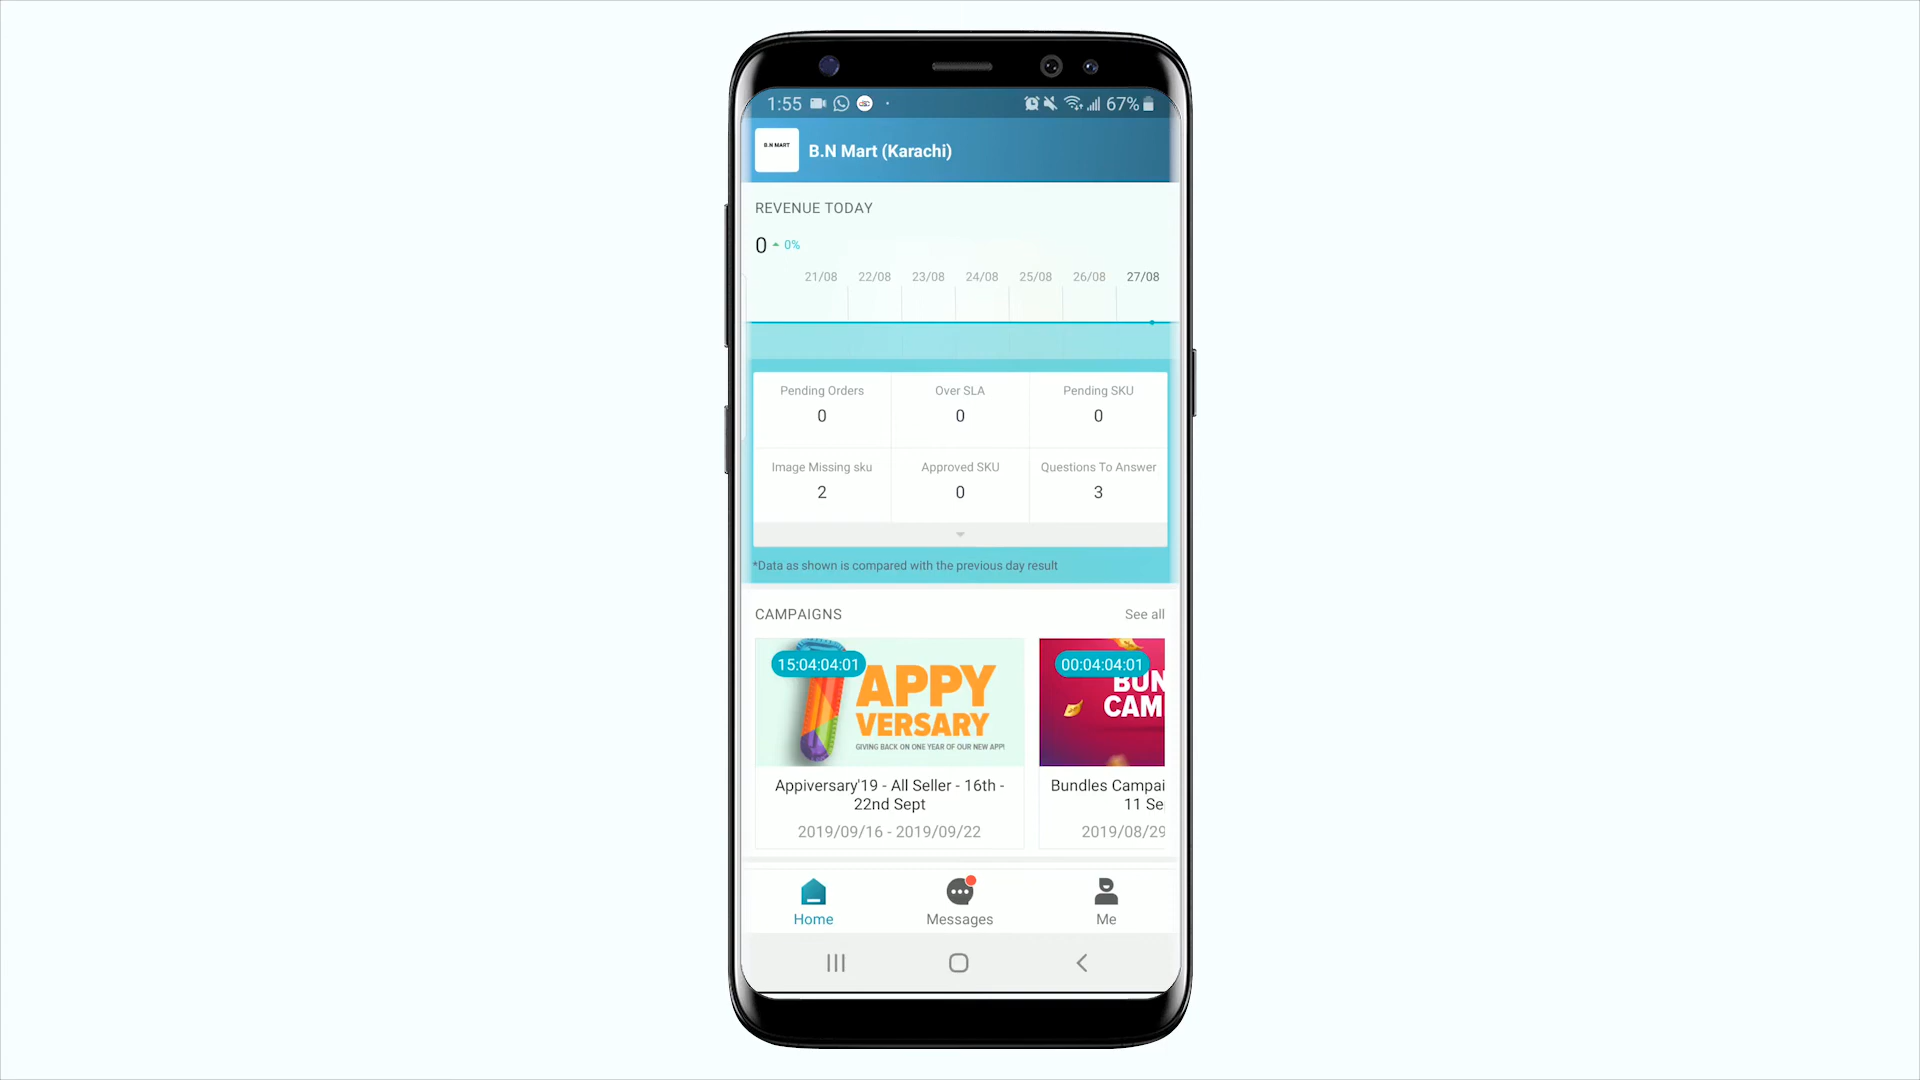 1:55
67%
B.N MART
B.N Mart (Karachi)
REVENUE TODAY
0 0%
21/08 22/08 23/08 24/08 25/08 26/08 27/08
Pending Orders Over SLA Pending SKU
0 0 0
Image Missing sku Approved SKU Questions To Answer
2 0 3
*Data as shown is compared with the previous day result
CAMPAIGNS See all
15:04:04:01
APPY
VERSARY
GIVING BACK ON ONE YEAR OF OUR NEW APP!
Appiversary'19 - All Seller - 16th -
22nd Sept
2019/09/16 - 2019/09/22
00:04:04:01
BUN
CAM
Bundles Campai
11 Se
2019/08/29
Home Messages Me